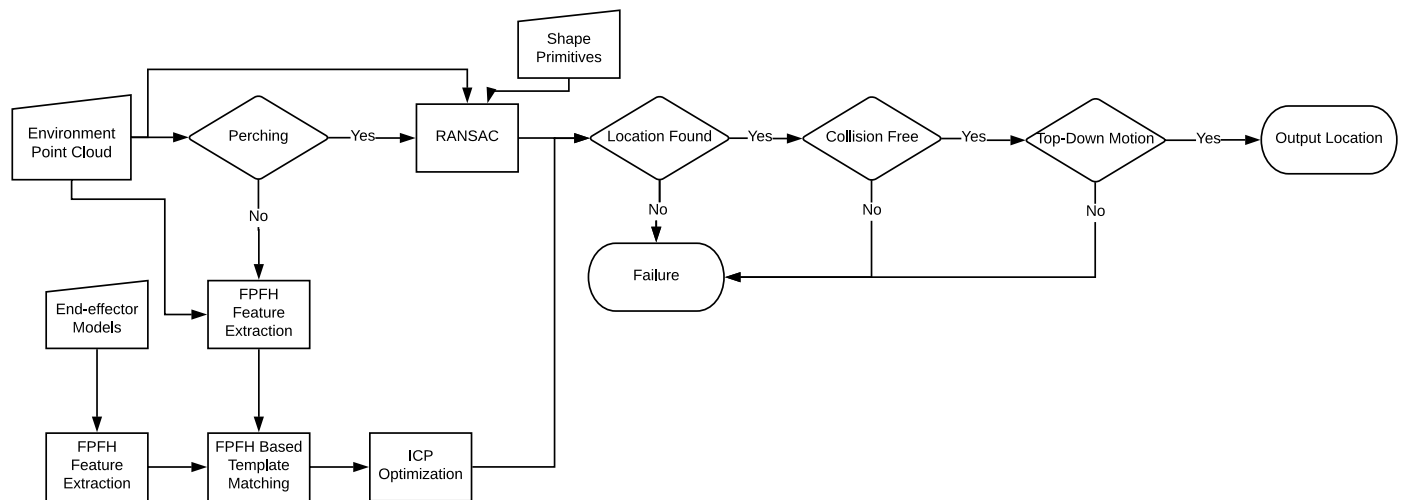 Shape
Primitives
Environment
Point Cloud
Perching
Yes
RANSAC
Location Found
Yes
Collision Free
Yes
Top-Down Motion
Yes
Output Location
No
No
No
No
Failure
End-effector
Models
FPFH
Feature
Extraction
FPFH
Feature
Extraction
FPFH Based
Template
Matching
ICP
Optimization